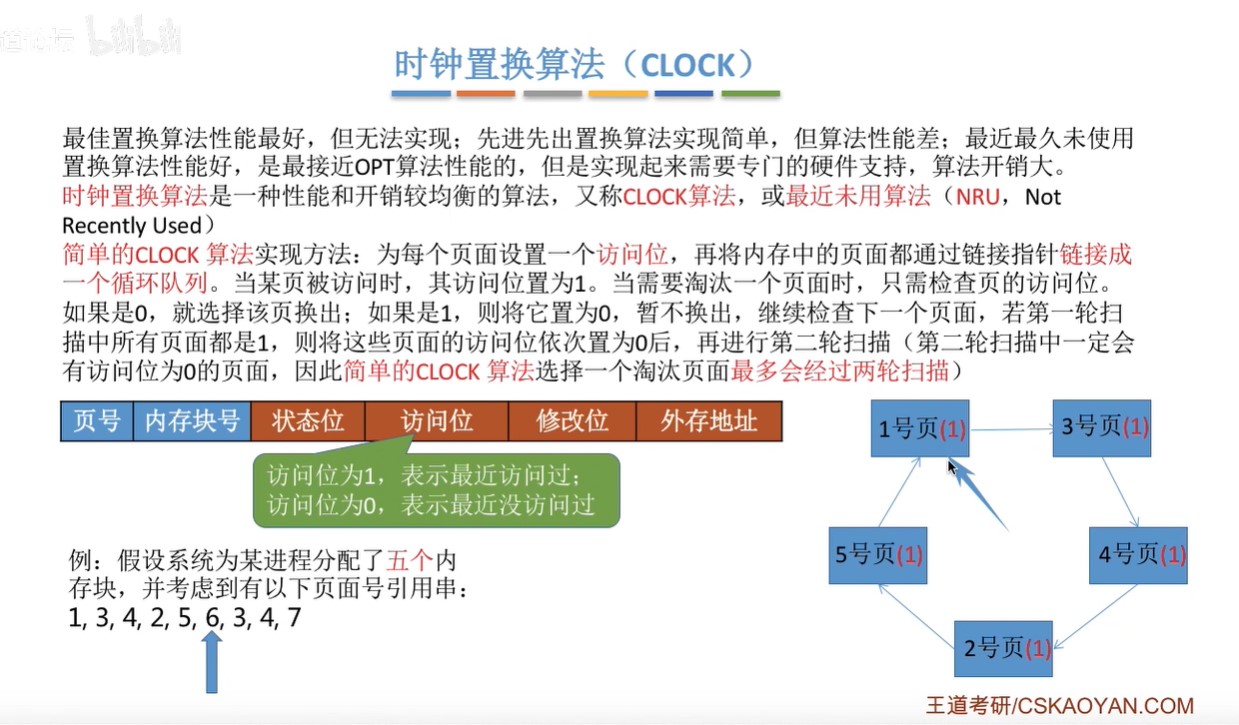 bilibili
时钟置换算法（CLOCK）
最佳置换算法性能最好，但无法实现；先进先出置换算法实现简单，但算法性能差；最近最久未使用
置换算法性能好，是最接近OPT算法性能的，但是实现起来需要专门的硬件支持，算法开销大。
时钟置换算法是一种性能和开销较均衡的算法，又称CLOCK算法，或最近未用算法（NRU，Not
Recently Used）
简单的CLOCK 算法实现方法：为每个页面设置一个访问位，再将内存中的页面都通过链接指针链接成
一个循环队列。当某页被访问时，其访问位置为1。当需要淘汰一个页面时，只需检查页的访问位。
如果是0，就选择该页换出；如果是1，则将它置为0，暂不换出，继续检查下一个页面，若第一轮扫
描中所有页面都是1，则将这些页面的访问位依次置为0后，再进行第二轮扫描（第二轮扫描中一定会
有访问位为0的页面，因此简单的CLOCK 算法选择一个淘汰页面最多会经过两轮扫描）
页号 内存块号 状态位 访问位 修改位 外存地址
访问位为1，表示最近访问过；
访问位为0，表示最近没访问过
例：假设系统为某进程分配了五个内
存块，并考虑到有以下页面号引用串：
1, 3, 4, 2, 5, 6, 3, 4, 7
1号页(1)
3号页(1)
5号页(1)
4号页(1)
2号页(1)
王道考研/CSKAOYAN.COM